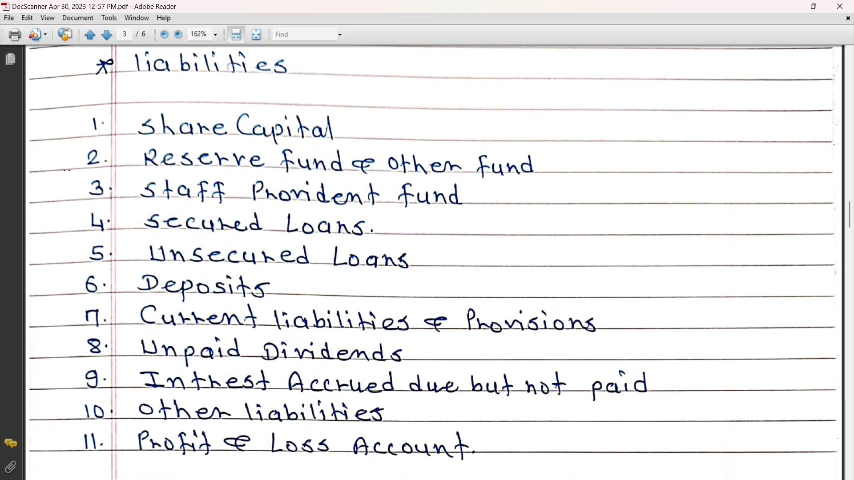 DocScanner Apr 30, 2023 12-57 PM.pdf - Adobe Reader
File Edit View Document Tools Window Help
3 / 6 162% Find
* liabilities
1. Share Capital
2. Reserve fund & Other fund
3. Staff Provident fund
4. Secured Loans.
5. Unsecured Loans
6. Deposits
7. Current liabilities & Provisions
8. Unpaid Dividends
9. Intrest Accrued due but not paid
10. Other liabilities
11. Profit & Loss Account.